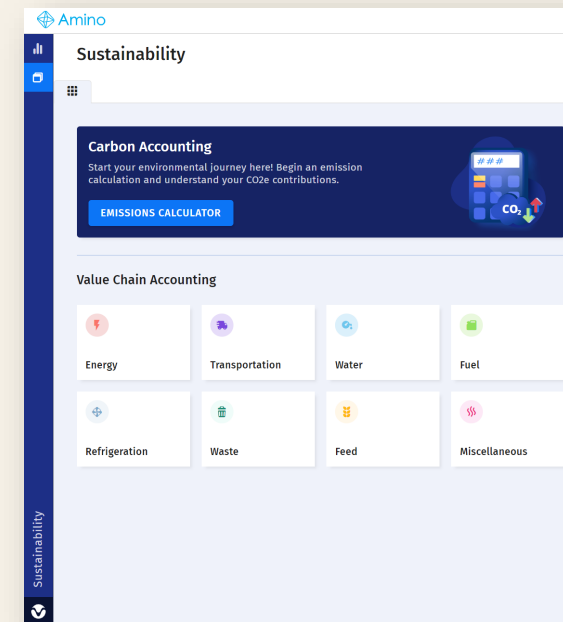 Amino
Sustainability
Carbon Accounting
Start your environmental journey here! Begin an emission
calculation and understand your CO2e contributions.
EMISSIONS CALCULATOR
###
CO₂
Value Chain Accounting
Energy
Transportation
Water
Fuel
Refrigeration
Waste
Feed
Miscellaneous
Sustainability